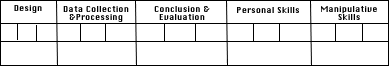 Design
Data Collection
&Processing
Conclusion &
Evaluation
Personal Skills
Manipulative
Skills